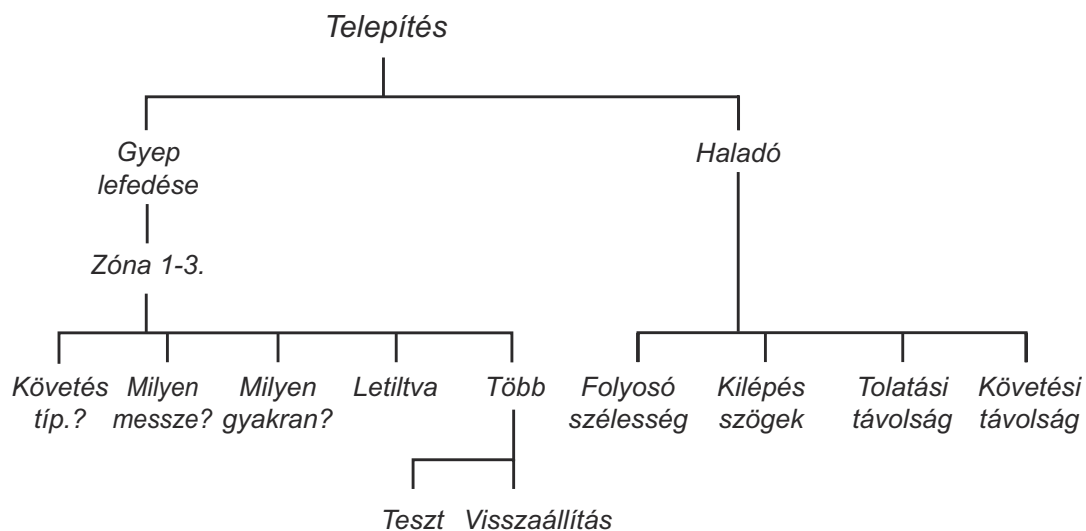 Telepítés
Gyep
lefedése
Haladó
Zóna 1-3.
Követés
típ.?
Milyen
messze?
Milyen
gyakran?
Letiltva
Több
Folyosó
szélesség
Kilépés
szögek
Tolatási
távolság
Követési
távolság
Teszt
Visszaállítás